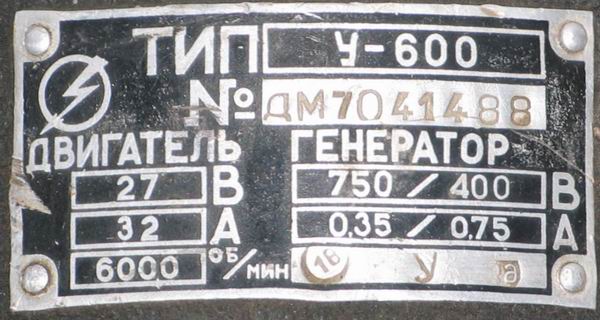 ТИП У-600
№ ДМ7041488
ДВИГАТЕЛЬ ГЕНЕРАТОР
27 В 750 / 400 В
32 А 0,35 / 0,75 А
6000 об/мин 18 У а